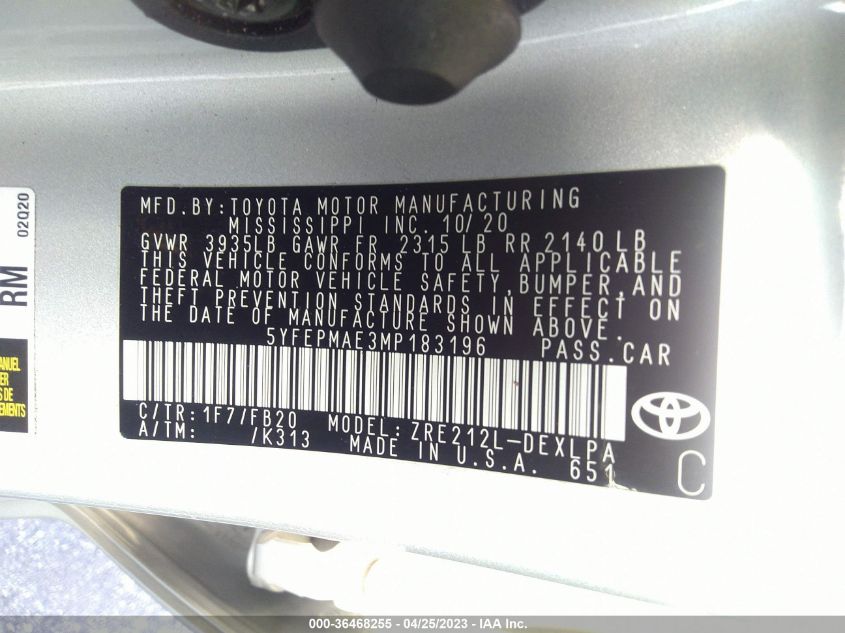 MFD.BY:TOYOTA MOTOR MANUFACTURING
MISSISSIPPI INC. 10/20
GVWR 3935LB GAWR FR 2315 LB RR 2140 LB
THIS VEHICLE CONFORMS TO ALL APPLICABLE
FEDERAL MOTOR VEHICLE SAFETY,BUMPER,AND
THEFT PREVENTION STANDARDS IN EFFECT ON
THE DATE OF MANUFACTURE SHOWN ABOVE.
5YFEPMAE3MP183196 PASS.CAR
C/TR: 1F7/FB20 MODEL: ZRE212L-DEXLPA
A/TM: /K313 MADE IN U.S.A. 651
C
02Q20
RM
000-36468255 - 04/25/2023 - IAA Inc.